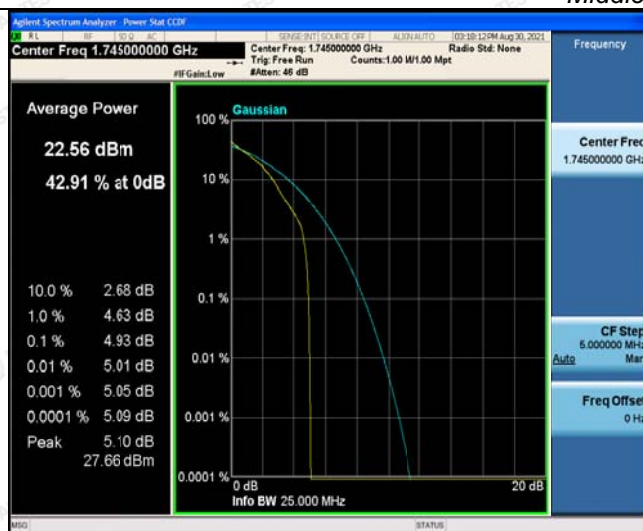 Agilent Spectrum Analyzer - Power Stat CCDF
RL RF 50 Ω AC SENSE:INT SOURCE OFF ALIGN AUTO 03:18:12 PM Aug 30, 2021
Center Freq 1.745000000 GHz
Center Freq: 1.745000000 GHz Radio Std: None
Trig: Free Run Counts:1.00 M/1.00 Mpt
#IFGain:Low #Atten: 46 dB
Frequency
Average Power
22.56 dBm
42.91 % at 0dB
10.0 % 2.68 dB
1.0 % 4.63 dB
0.1 % 4.93 dB
0.01 % 5.01 dB
0.001 % 5.05 dB
0.0001 % 5.09 dB
Peak 5.10 dB
27.66 dBm
Gaussian
100 %
10 %
1 %
0.1 %
0.01 %
0.001 %
0.0001 %
0 dB 20 dB
Info BW 25.000 MHz
Center Freq
1.745000000 GHz
CF Step
5.000000 MHz
Auto Man
Freq Offset
0 Hz
MSG STATUS